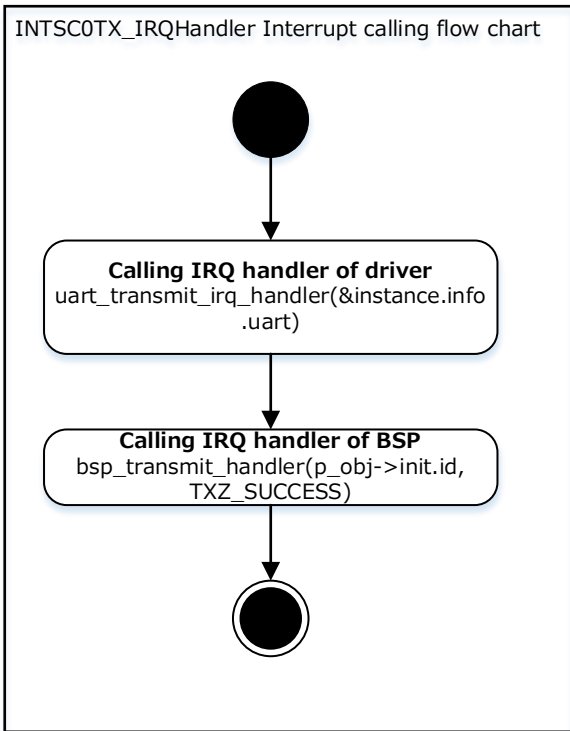 INTSC0TX_IRQHandler Interrupt calling flow chart
Calling IRQ handler of driver
uart_transmit_irq_handler(&instance.info
.uart)
Calling IRQ handler of BSP
bsp_transmit_handler(p_obj->init.id,
TXZ_SUCCESS)